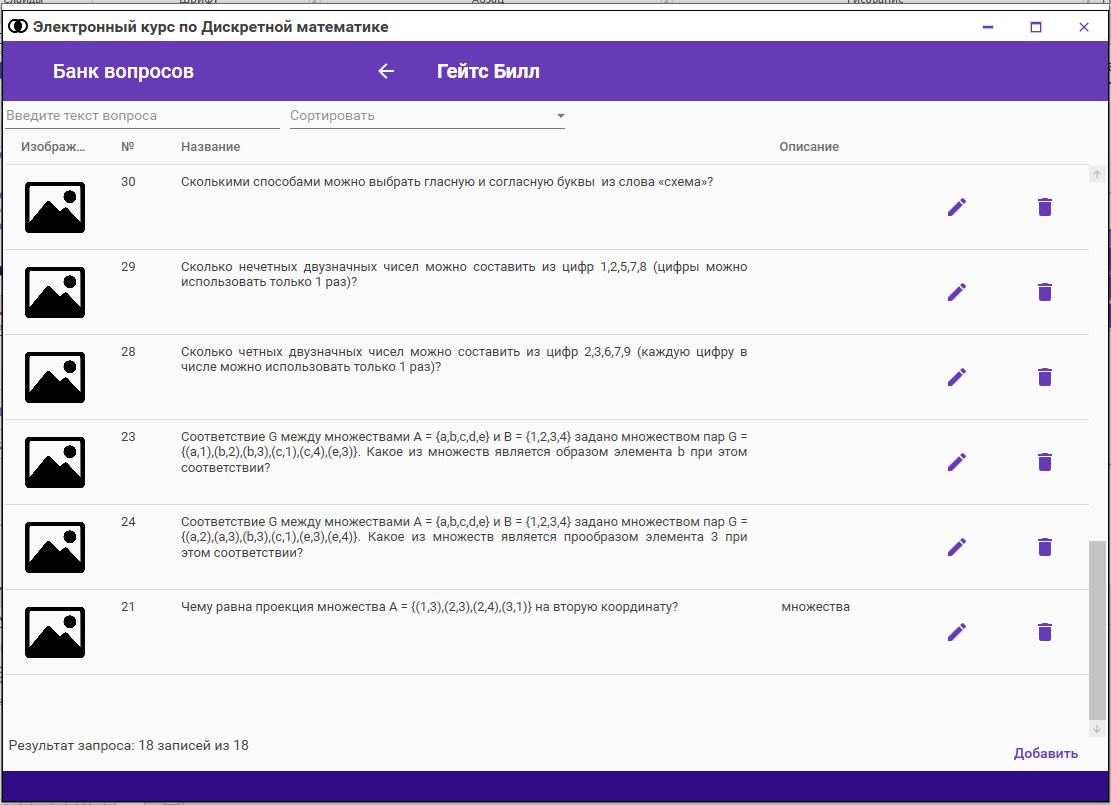 Электронный курс по Дискретной математике
Банк вопросов
Гейтс Билл
Введите текст вопроса
Сортировать
Изображ... № Название Описание
30 Сколькими способами можно выбрать гласную и согласную буквы из слова «схема»?
29 Сколько нечетных двузначных чисел можно составить из цифр 1,2,5,7,8 (цифры можно
использовать только 1 раз)?
28 Сколько четных двузначных чисел можно составить из цифр 2,3,6,7,9 (каждую цифру в
числе можно использовать только 1 раз)?
23 Соответствие G между множествами A = {a,b,c,d,e} и B = {1,2,3,4} задано множеством пар G =
{(a,1),(b,2),(b,3),(c,1),(c,4),(e,3)}. Какое из множеств является образом элемента b при этом
соответствии?
24 Соответствие G между множествами A = {a,b,c,d,e} и B = {1,2,3,4} задано множеством пар G =
{(a,2),(a,3),(b,3),(c,1),(e,3),(e,4)}. Какое из множеств является прообразом элемента 3 при
этом соответствии?
21 Чему равна проекция множества A = {(1,3),(2,3),(2,4),(3,1)} на вторую координату? множества
Результат запроса: 18 записей из 18
Добавить